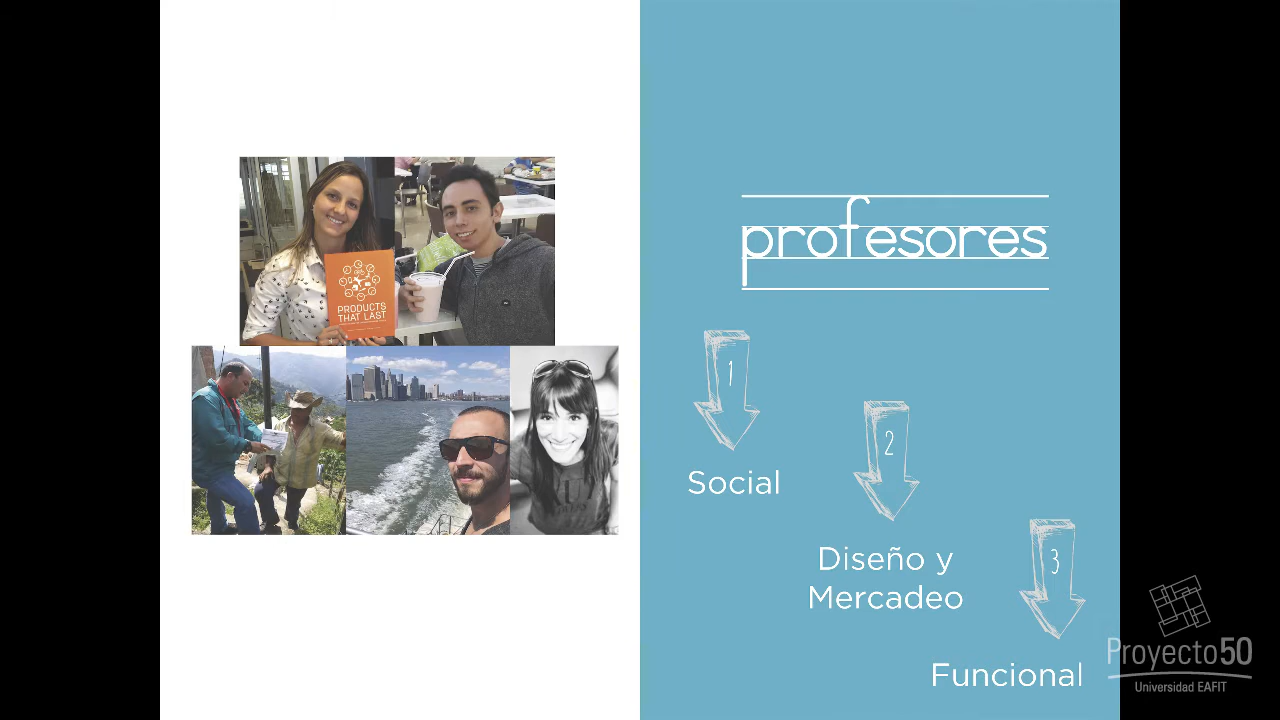 PRODUCTS
THAT LAST
profesores
1
Social
2
Diseño y
Mercadeo
3
Funcional
Proyecto50
Universidad EAFIT